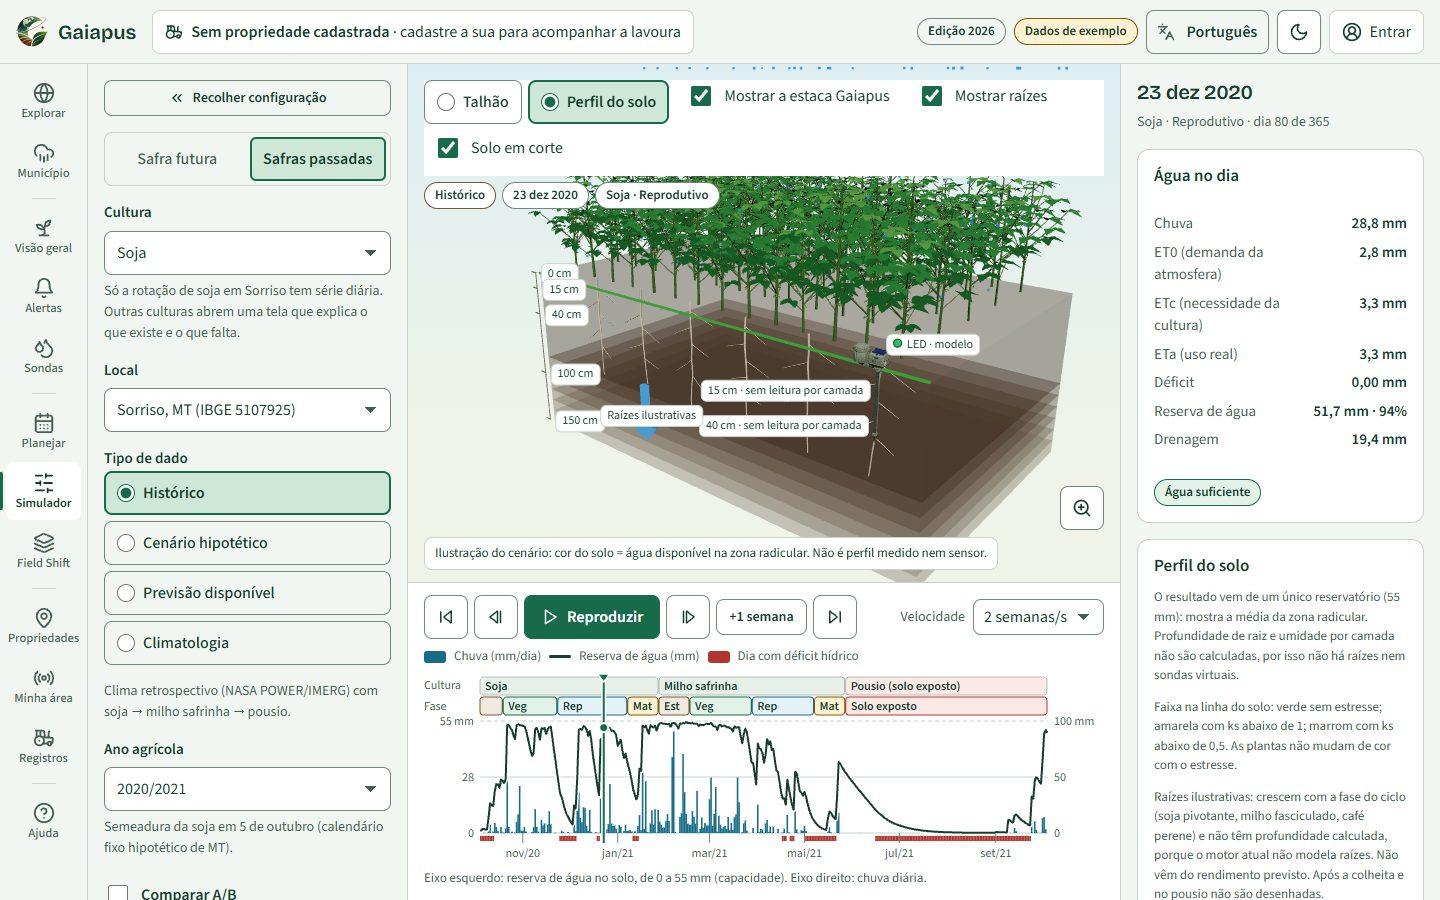 Gaiapus
Sem propriedade cadastrada · cadastre a sua para acompanhar a lavoura
Edição 2026
Dados de exemplo
Português
Entrar
Explorar
Município
Visão geral
Alertas
Sondas
Planejar
Simulador
Field Shift
Propriedades
Minha área
Registros
Ajuda
Recolher configuração
Safra futura
Safras passadas
Cultura
Soja
Só a rotação de soja em Sorriso tem série diária.
Outras culturas abrem uma tela que explica o
que existe e o que falta.
Local
Sorriso, MT (IBGE 5107925)
Tipo de dado
Histórico
Cenário hipotético
Previsão disponível
Climatologia
Clima retrospectivo (NASA POWER/IMERG) com
soja → milho safrinha → pousio.
Ano agrícola
2020/2021
Semeadura da soja em 5 de outubro (calendário
fixo hipotético de MT).
Comparar A/B
Talhão
Perfil do solo
Mostrar a estaca Gaiapus
Mostrar raízes
Solo em corte
Histórico
23 dez 2020
Soja · Reprodutivo
0 cm
15 cm
40 cm
100 cm
150 cm
LED · modelo
15 cm · sem leitura por camada
Raízes ilustrativas
40 cm · sem leitura por camada
Ilustração do cenário: cor do solo = água disponível na zona radicular. Não é perfil medido nem sensor.
Reproduzir
+1 semana
Velocidade
2 semanas/s
Chuva (mm/dia)
Reserva de água (mm)
Dia com déficit hídrico
Cultura
Soja
Milho safrinha
Pousio (solo exposto)
Fase
Veg
Rep
Mat
Est
Veg
Rep
Mat
Solo exposto
55 mm
100 mm
28
50
0
0
nov/20
jan/21
mar/21
mai/21
jul/21
set/21
Eixo esquerdo: reserva de água no solo, de 0 a 55 mm (capacidade). Eixo direito: chuva diária.
23 dez 2020
Soja · Reprodutivo · dia 80 de 365
Água no dia
Chuva 28,8 mm
ET0 (demanda da 2,8 mm
atmosfera)
ETc (necessidade da 3,3 mm
cultura)
ETa (uso real) 3,3 mm
Déficit 0,00 mm
Reserva de água 51,7 mm · 94%
Drenagem 19,4 mm
Água suficiente
Perfil do solo
O resultado vem de um único reservatório (55
mm): mostra a média da zona radicular.
Profundidade de raiz e umidade por camada
não são calculadas, por isso não há raízes nem
sondas virtuais.
Faixa na linha do solo: verde sem estresse;
amarela com ks abaixo de 1; marrom com ks
abaixo de 0,5. As plantas não mudam de cor
com o estresse.
Raízes ilustrativas: crescem com a fase do ciclo
(soja pivotante, milho fasciculado, café
perene) e não têm profundidade calculada,
porque o motor atual não modela raízes. Não
vêm do rendimento previsto. Após a colheita e
no pousio não são desenhadas.